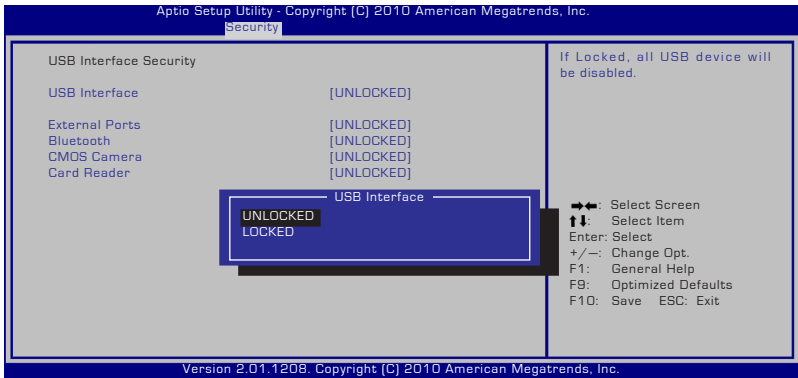 Aptio Setup Utility - Copyright (C) 2010 American Megatrends, Inc.
Security
USB Interface Security
USB Interface [UNLOCKED]
External Ports [UNLOCKED]
Bluetooth [UNLOCKED]
CMOS Camera [UNLOCKED]
Card Reader [UNLOCKED]
USB Interface
UNLOCKED
LOCKED
If Locked, all USB device will
be disabled.
→←: Select Screen
↑↓: Select Item
Enter: Select
+/—: Change Opt.
F1: General Help
F9: Optimized Defaults
F10: Save ESC: Exit
Version 2.01.1208. Copyright (C) 2010 American Megatrends, Inc.